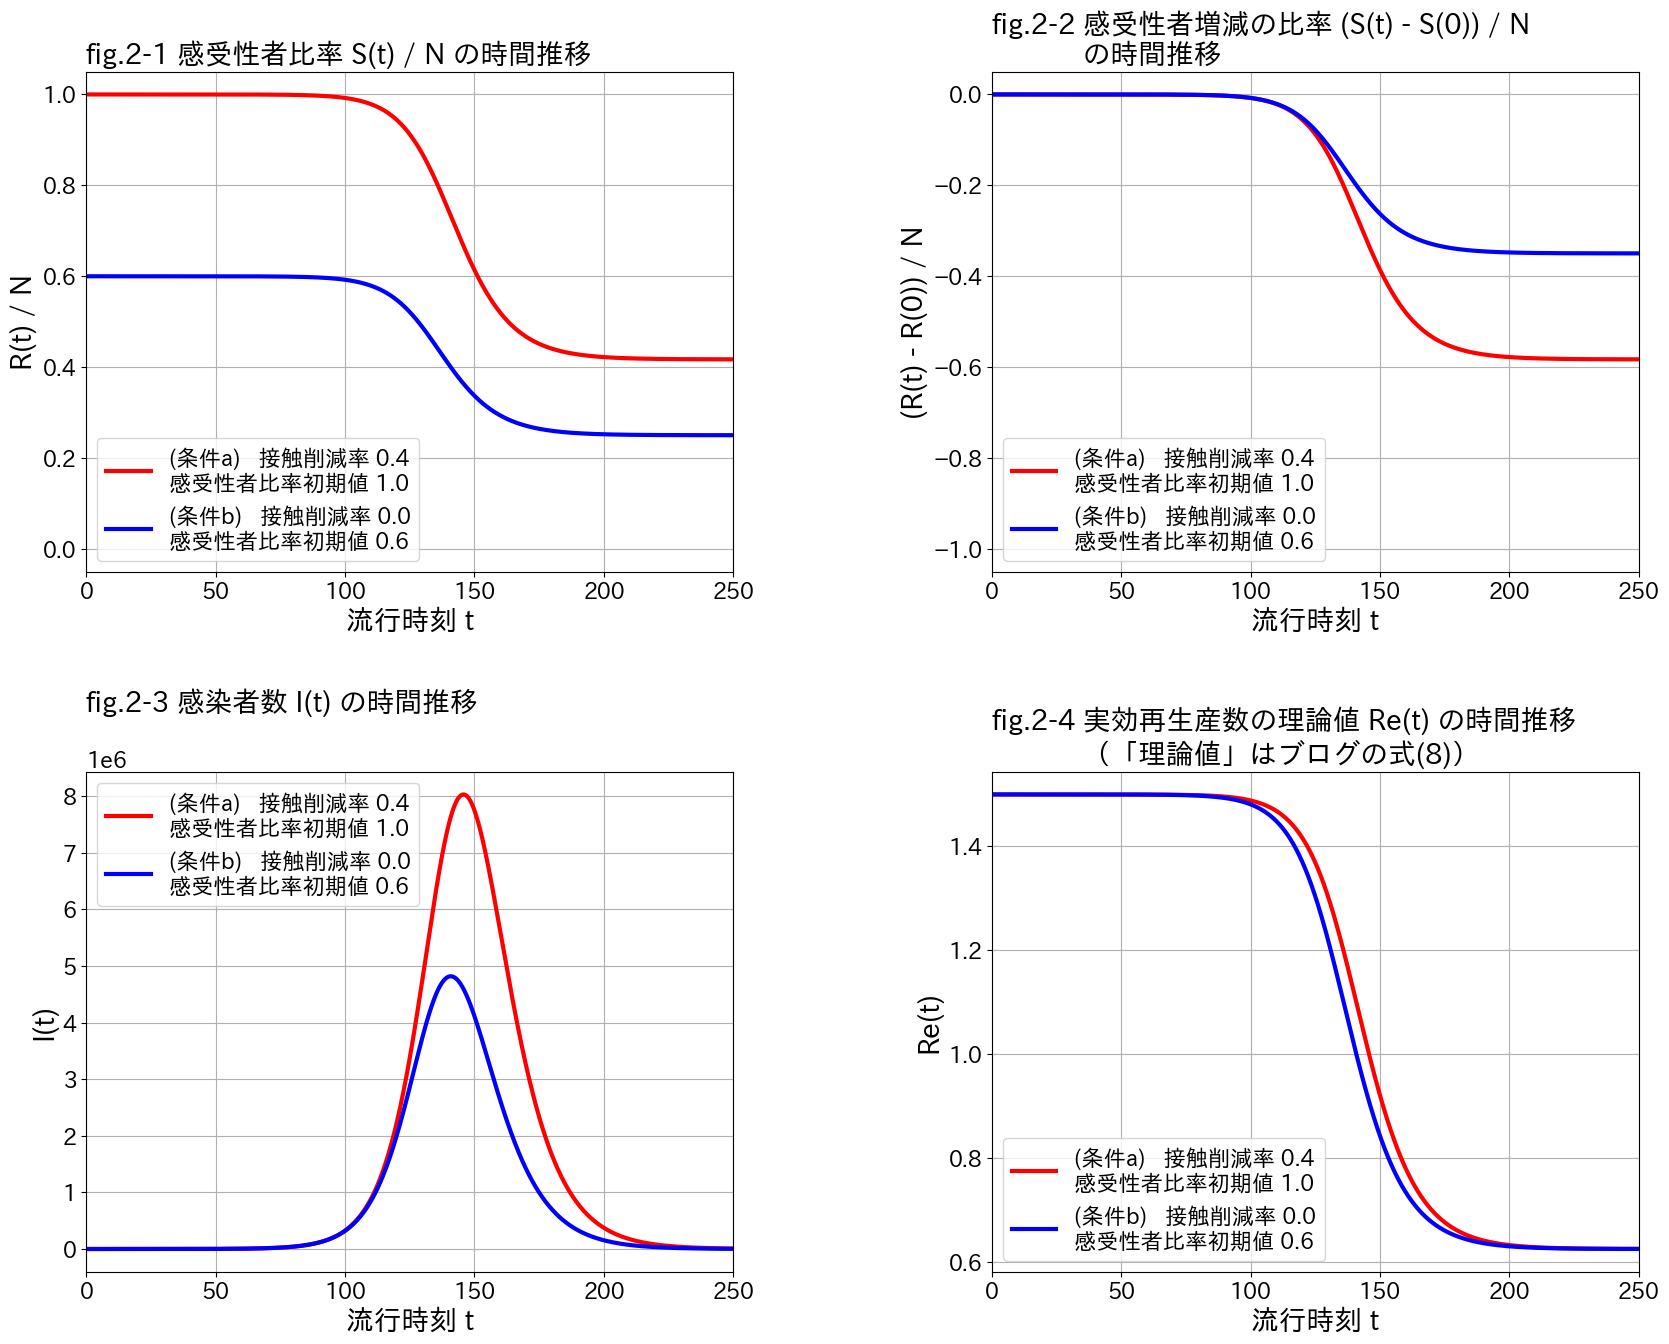 fig.2-1 感受性者比率 S(t) / N の時間推移
1.0
0.8
0.6
0.4
0.2
0.0
R(t) / N
(条件a)   接触削減率 0.4
感受性者比率初期値 1.0
(条件b)   接触削減率 0.0
感受性者比率初期値 0.6
0 50 100 150 200 250
流行時刻 t
fig.2-2 感受性者増減の比率 (S(t) - S(0)) / N
の時間推移
0.0
−0.2
−0.4
−0.6
−0.8
−1.0
(R(t) - R(0)) / N
(条件a)   接触削減率 0.4
感受性者比率初期値 1.0
(条件b)   接触削減率 0.0
感受性者比率初期値 0.6
0 50 100 150 200 250
流行時刻 t
fig.2-3 感染者数 I(t) の時間推移
1e6
8
7
6
5
4
3
2
1
0
I(t)
(条件a)   接触削減率 0.4
感受性者比率初期値 1.0
(条件b)   接触削減率 0.0
感受性者比率初期値 0.6
0 50 100 150 200 250
流行時刻 t
fig.2-4 実効再生産数の理論値 Re(t) の時間推移
（「理論値」はブログの式(8)）
1.4
1.2
1.0
0.8
0.6
Re(t)
(条件a)   接触削減率 0.4
感受性者比率初期値 1.0
(条件b)   接触削減率 0.0
感受性者比率初期値 0.6
0 50 100 150 200 250
流行時刻 t